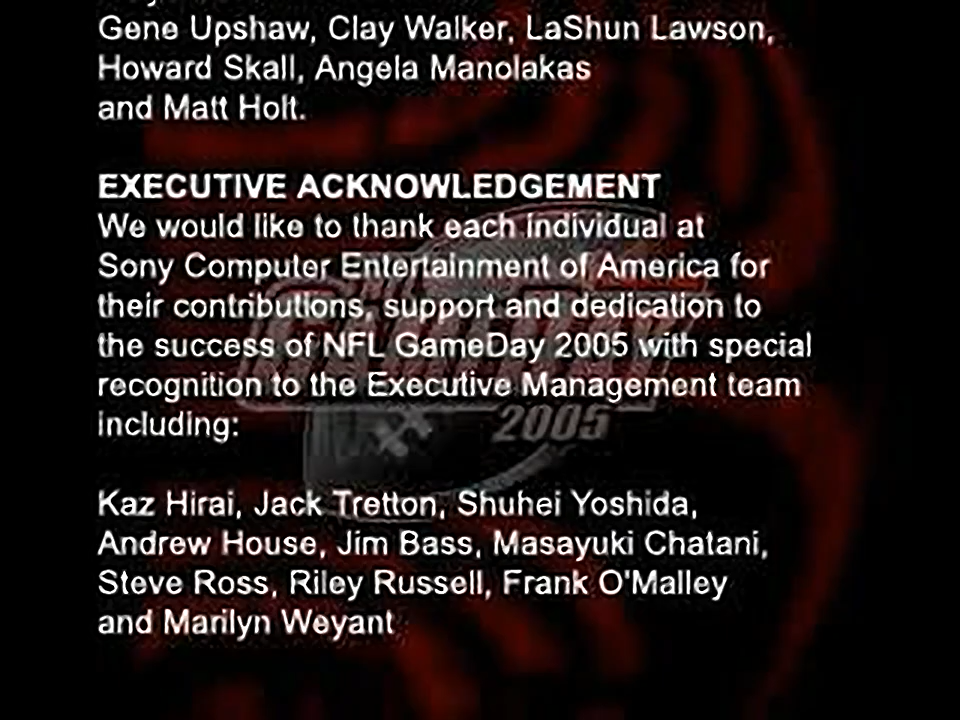 Gene Upshaw, Clay Walker, LaShun Lawson,
Howard Skall, Angela Manolakas
and Matt Holt.
EXECUTIVE ACKNOWLEDGEMENT
We would like to thank each individual at
Sony Computer Entertainment of America for
their contributions, support and dedication to
the success of NFL GameDay 2005 with special
recognition to the Executive Management team
including:
Kaz Hirai, Jack Tretton, Shuhei Yoshida,
Andrew House, Jim Bass, Masayuki Chatani,
Steve Ross, Riley Russell, Frank O'Malley
and Marilyn Weyant
NFL
GAMEDAY
2005